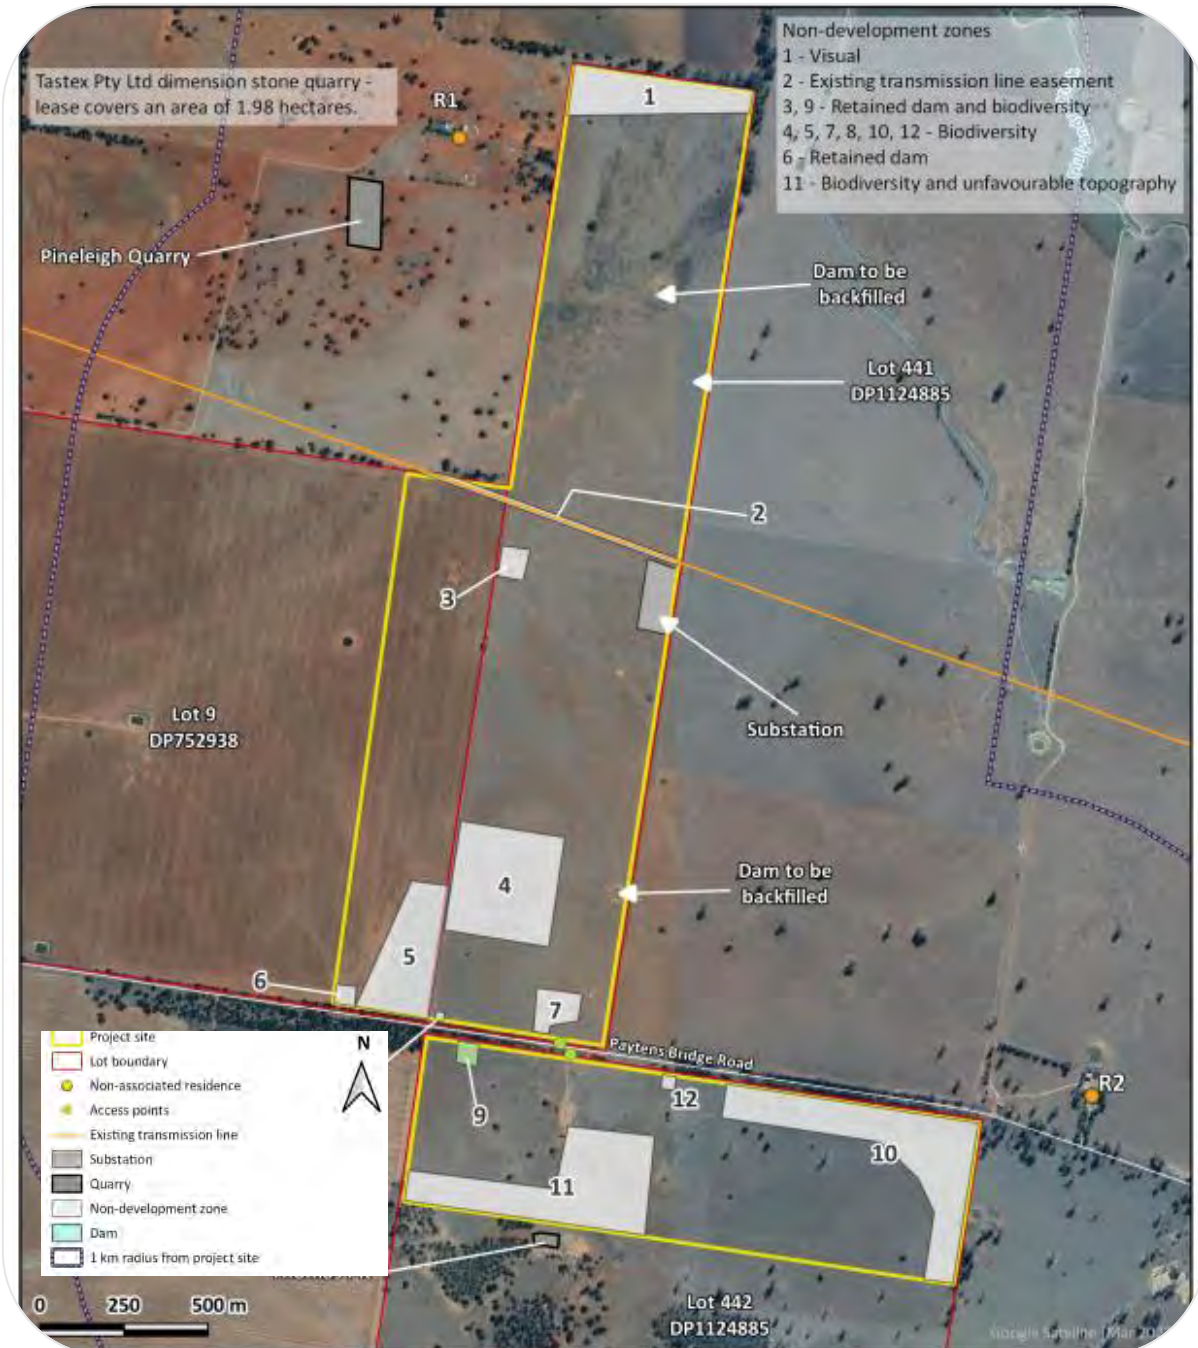 Tastex Pty Ltd dimension stone quarry -
lease covers an area of 1.98 hectares.
Non-development zones
1 - Visual
2 - Existing transmission line easement
3, 9 - Retained dam and biodiversity
4, 5, 7, 8, 10, 12 - Biodiversity
6 - Retained dam
11 - Biodiversity and unfavourable topography
R1
1
Pineleigh Quarry
Dam to be
backfilled
Lot 441
DP1124885
2
3
Lot 9
DP752938
Substation
4
Dam to be
backfilled
5
6
7
Paytens Bridge Road
R2
9
12
10
11
Project site
Lot boundary
Non-associated residence
Access points
Existing transmission line
Substation
Quarry
Non-development zone
Dam
1 km radius from project site
N
0 250 500 m
Lot 442
DP1124885
Google Satellite (Mar